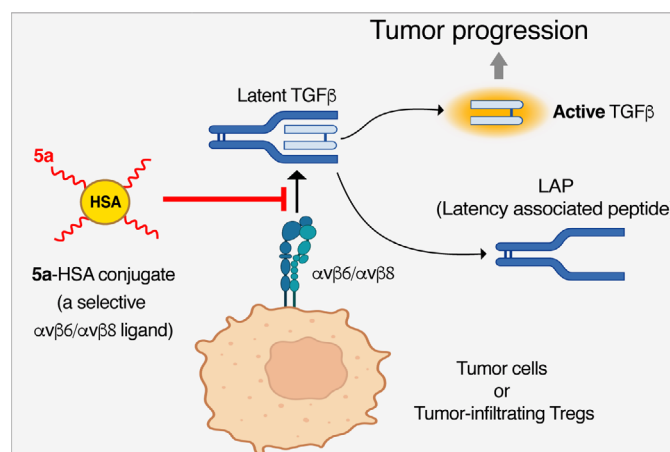 Tumor progression
Latent TGFβ
Active TGFβ
5a
HSA
LAP
(Latency associated peptide
αvβ6/αvβ8
5a-HSA conjugate
(a selective
αvβ6/αvβ8 ligand)
Tumor cells
or
Tumor-infiltrating Tregs